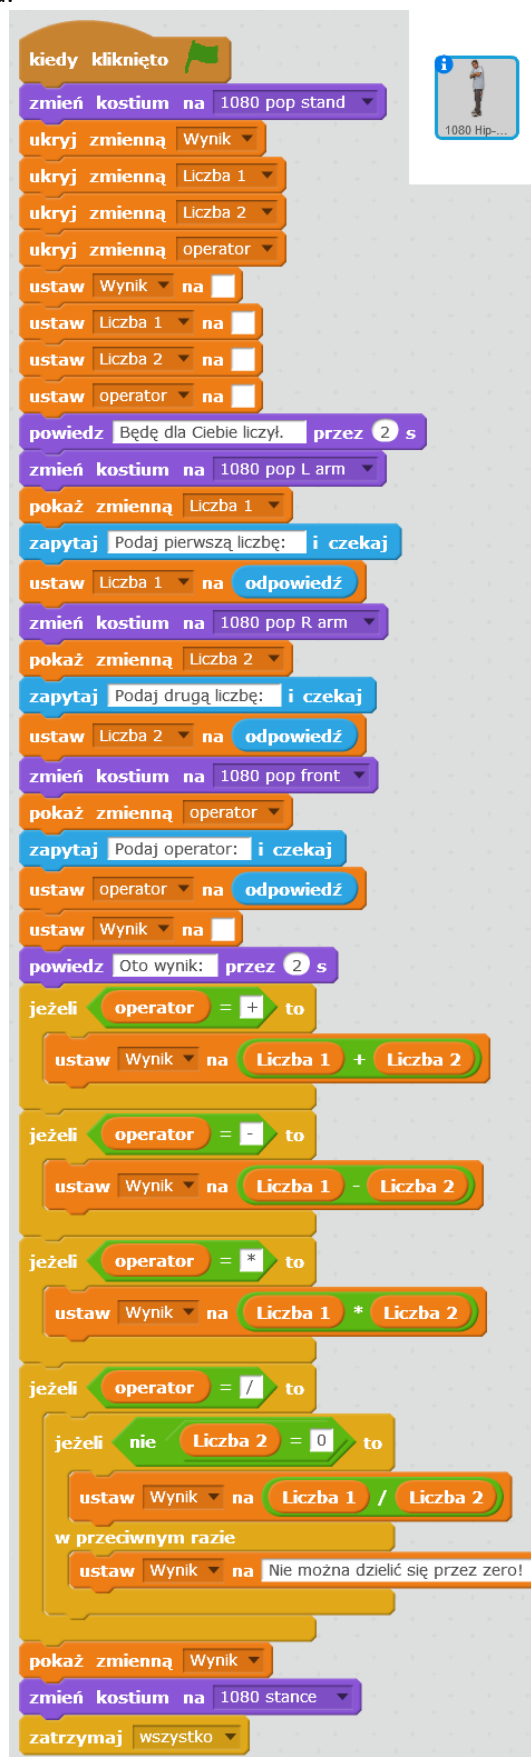 kiedy kliknięto
zmień kostium na 1080 pop stand
1080 Hip-...
ukryj zmienną Wynik
ukryj zmienną Liczba 1
ukryj zmienną Liczba 2
ukryj zmienną operator
ustaw Wynik na
ustaw Liczba 1 na
ustaw Liczba 2 na
ustaw operator na
powiedz Będę dla Ciebie liczył. przez 2 s
zmień kostium na 1080 pop L arm
pokaż zmienną Liczba 1
zapytaj Podaj pierwszą liczbę: i czekaj
ustaw Liczba 1 na odpowiedź
zmień kostium na 1080 pop R arm
pokaż zmienną Liczba 2
zapytaj Podaj drugą liczbę: i czekaj
ustaw Liczba 2 na odpowiedź
zmień kostium na 1080 pop front
pokaż zmienną operator
zapytaj Podaj operator: i czekaj
ustaw operator na odpowiedź
ustaw Wynik na
powiedz Oto wynik: przez 2 s
jeżeli operator = + to
ustaw Wynik na Liczba 1 + Liczba 2
jeżeli operator = - to
ustaw Wynik na Liczba 1 - Liczba 2
jeżeli operator = * to
ustaw Wynik na Liczba 1 * Liczba 2
jeżeli operator = / to
jeżeli nie Liczba 2 = 0 to
ustaw Wynik na Liczba 1 / Liczba 2
w przeciwnym razie
ustaw Wynik na Nie można dzielić się przez zero!
pokaż zmienną Wynik
zmień kostium na 1080 stance
zatrzymaj wszystko